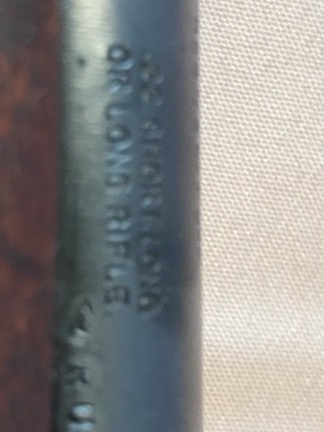 .22 SHORT LONG
OR LONG RIFLE.